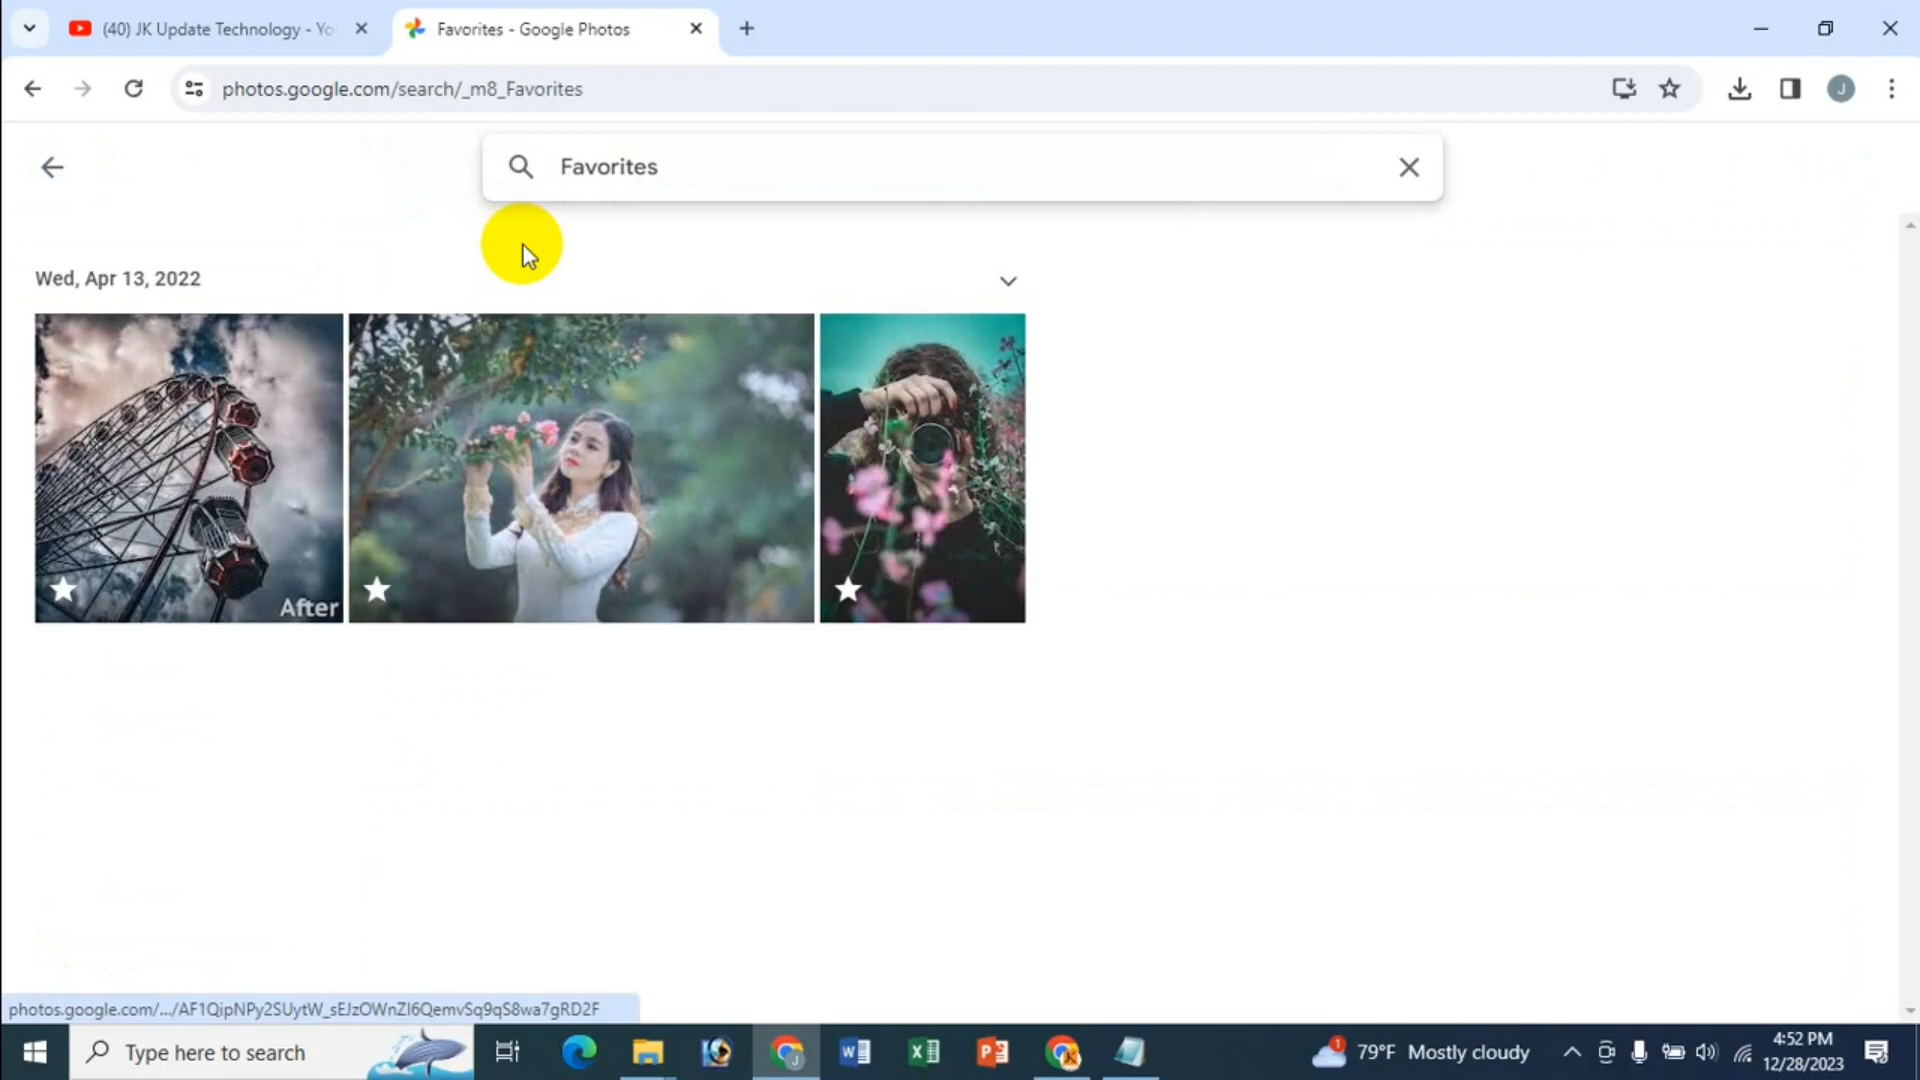 (40) JK Update Technology - Yo
Favorites - Google Photos
photos.google.com/search/_m8_Favorites
J
Favorites
Wed, Apr 13, 2022
After
photos.google.com/.../AF1QipNPy2SUytW_sEJzOWnZI6QemvSq9qS8wa7gRD2F
Type here to search
1
79°F Mostly cloudy
4:52 PM
12/28/2023